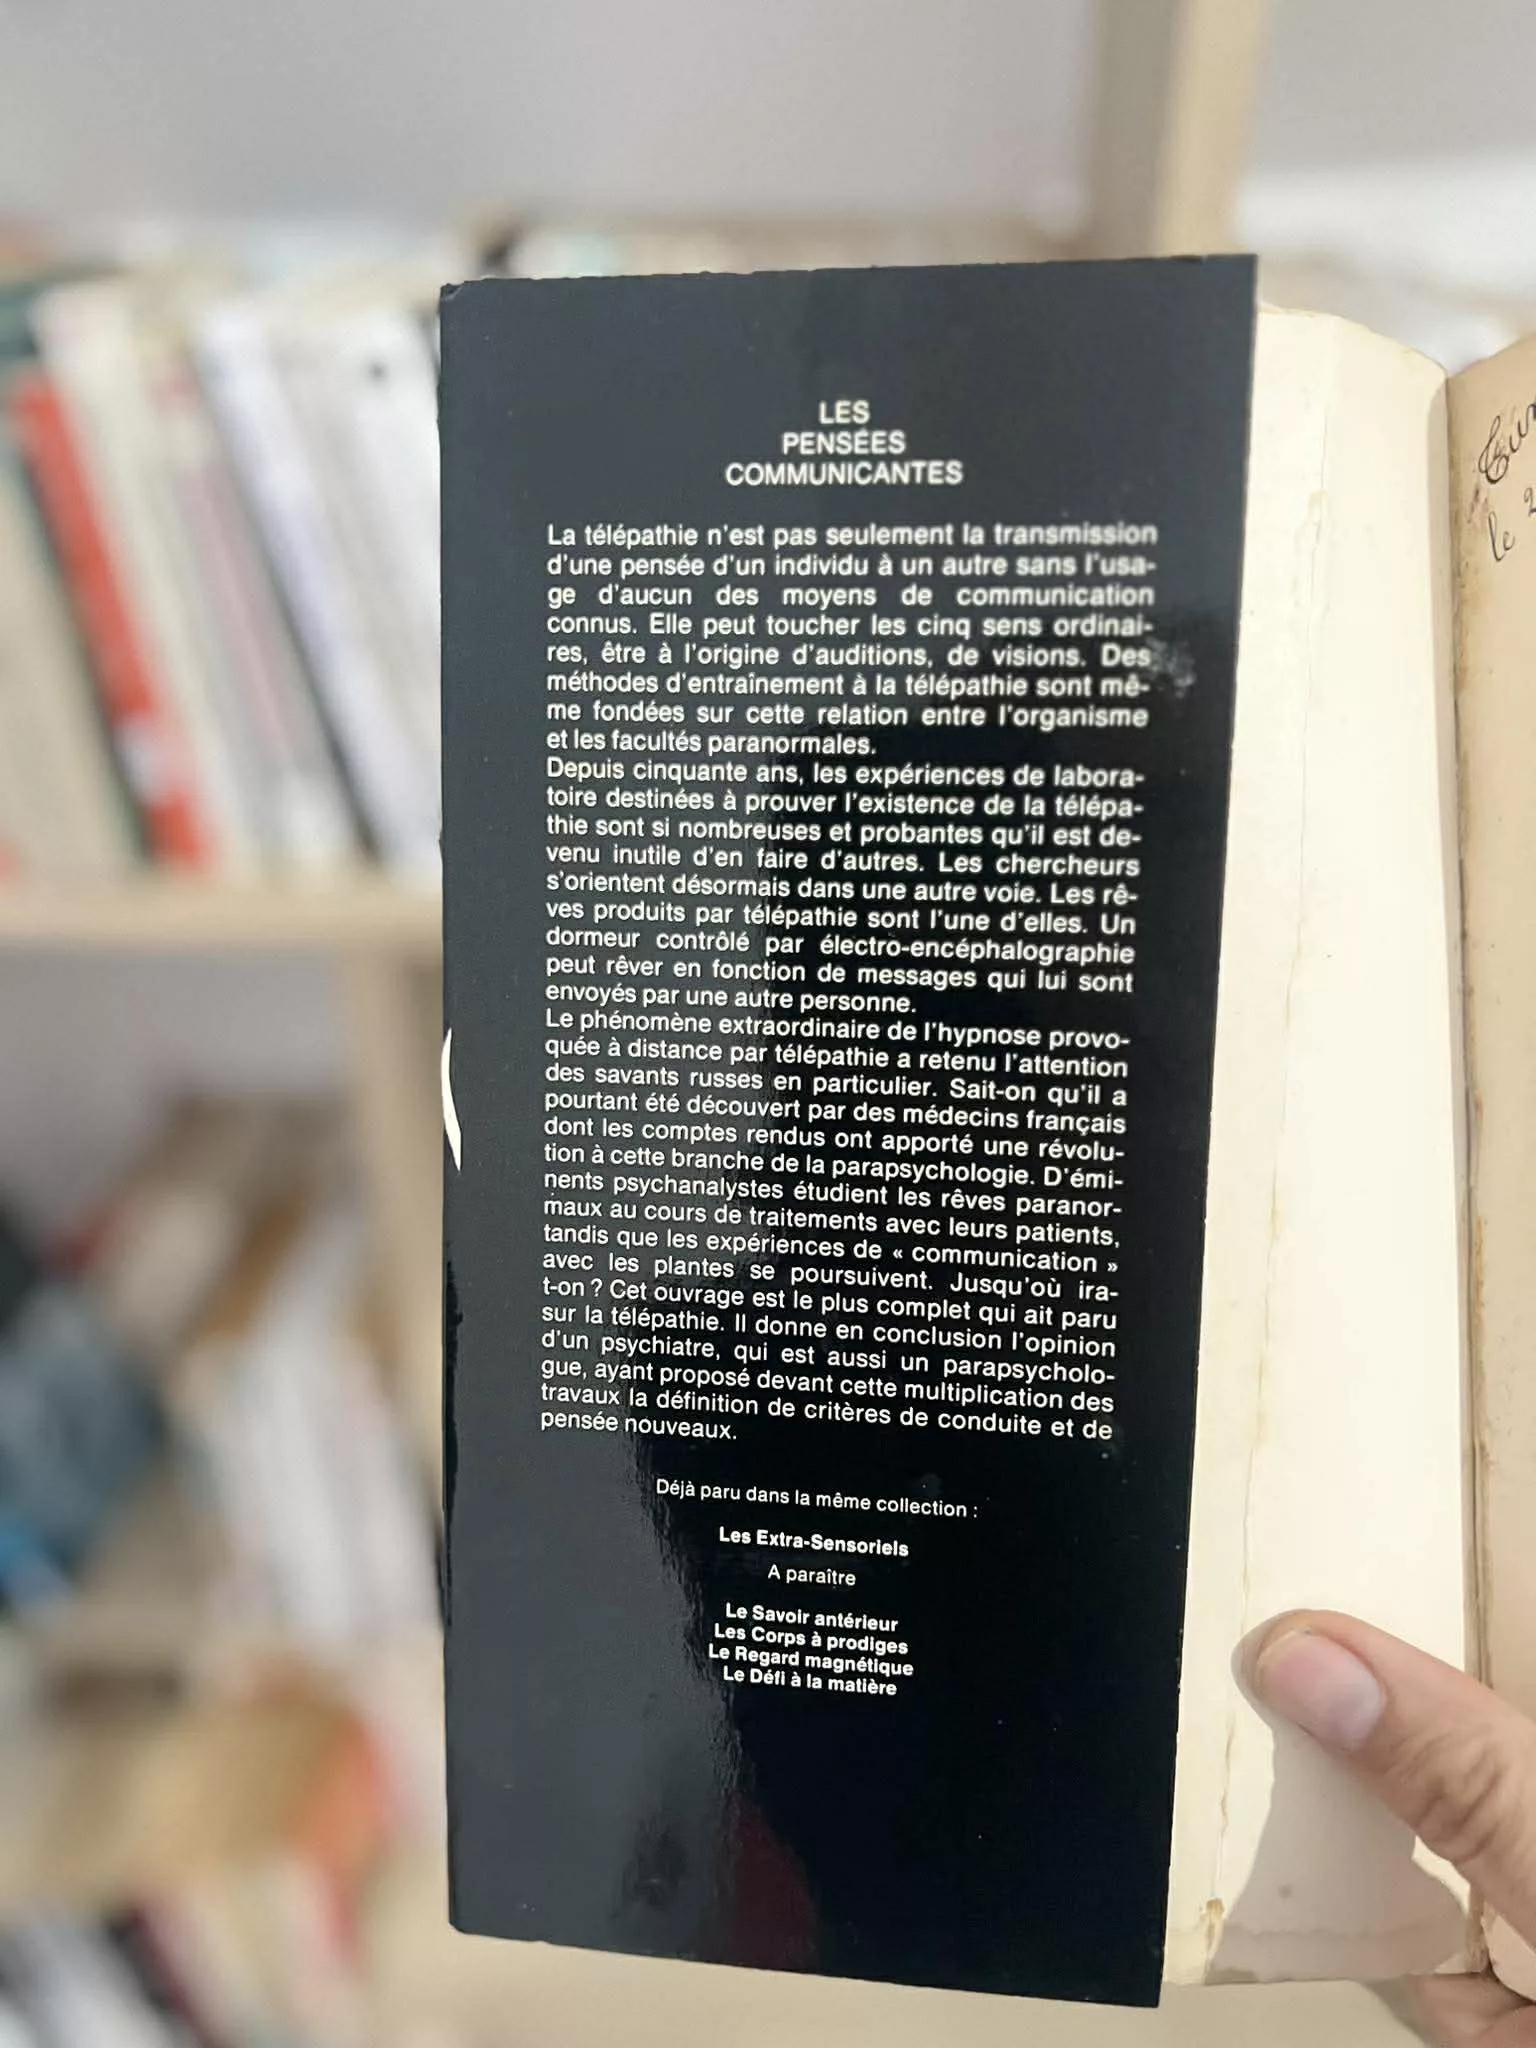 LES
PENSÉES
COMMUNICANTES
La télépathie n'est pas seulement la transmission
d'une pensée d'un individu à un autre sans l'usa-
ge d'aucun des moyens de communication
connus. Elle peut toucher les cinq sens ordinai-
res, être à l'origine d'auditions, de visions. Des
méthodes d'entraînement à la télépathie sont mê-
me fondées sur cette relation entre l'organisme
et les facultés paranormales.
Depuis cinquante ans, les expériences de labora-
toire destinées à prouver l'existence de la télépa-
thie sont si nombreuses et probantes qu'il est de-
venu inutile d'en faire d'autres. Les chercheurs
s'orientent désormais dans une autre voie. Les rê-
ves produits par télépathie sont l'une d'elles. Un
dormeur contrôlé par électro-encéphalographie
peut rêver en fonction de messages qui lui sont
envoyés par une autre personne.
Le phénomène extraordinaire de l'hypnose provo-
quée à distance par télépathie a retenu l'attention
des savants russes en particulier. Sait-on qu'il a
pourtant été découvert par des médecins français
dont les comptes rendus ont apporté une révolu-
tion à cette branche de la parapsychologie. D'émi-
nents psychanalystes étudient les rêves paranor-
maux au cours de traitements avec leurs patients,
tandis que les expériences de « communication »
avec les plantes se poursuivent. Jusqu'où ira-
t-on ? Cet ouvrage est le plus complet qui ait paru
sur la télépathie. Il donne en conclusion l'opinion
d'un psychiatre, qui est aussi un parapsycholo-
gue, ayant proposé devant cette multiplication des
travaux la définition de critères de conduite et de
pensée nouveaux.
Déjà paru dans la même collection :
Les Extra-Sensoriels
A paraître
Le Savoir antérieur
Les Corps à prodiges
Le Regard magnétique
Le Défi à la matière
le 2